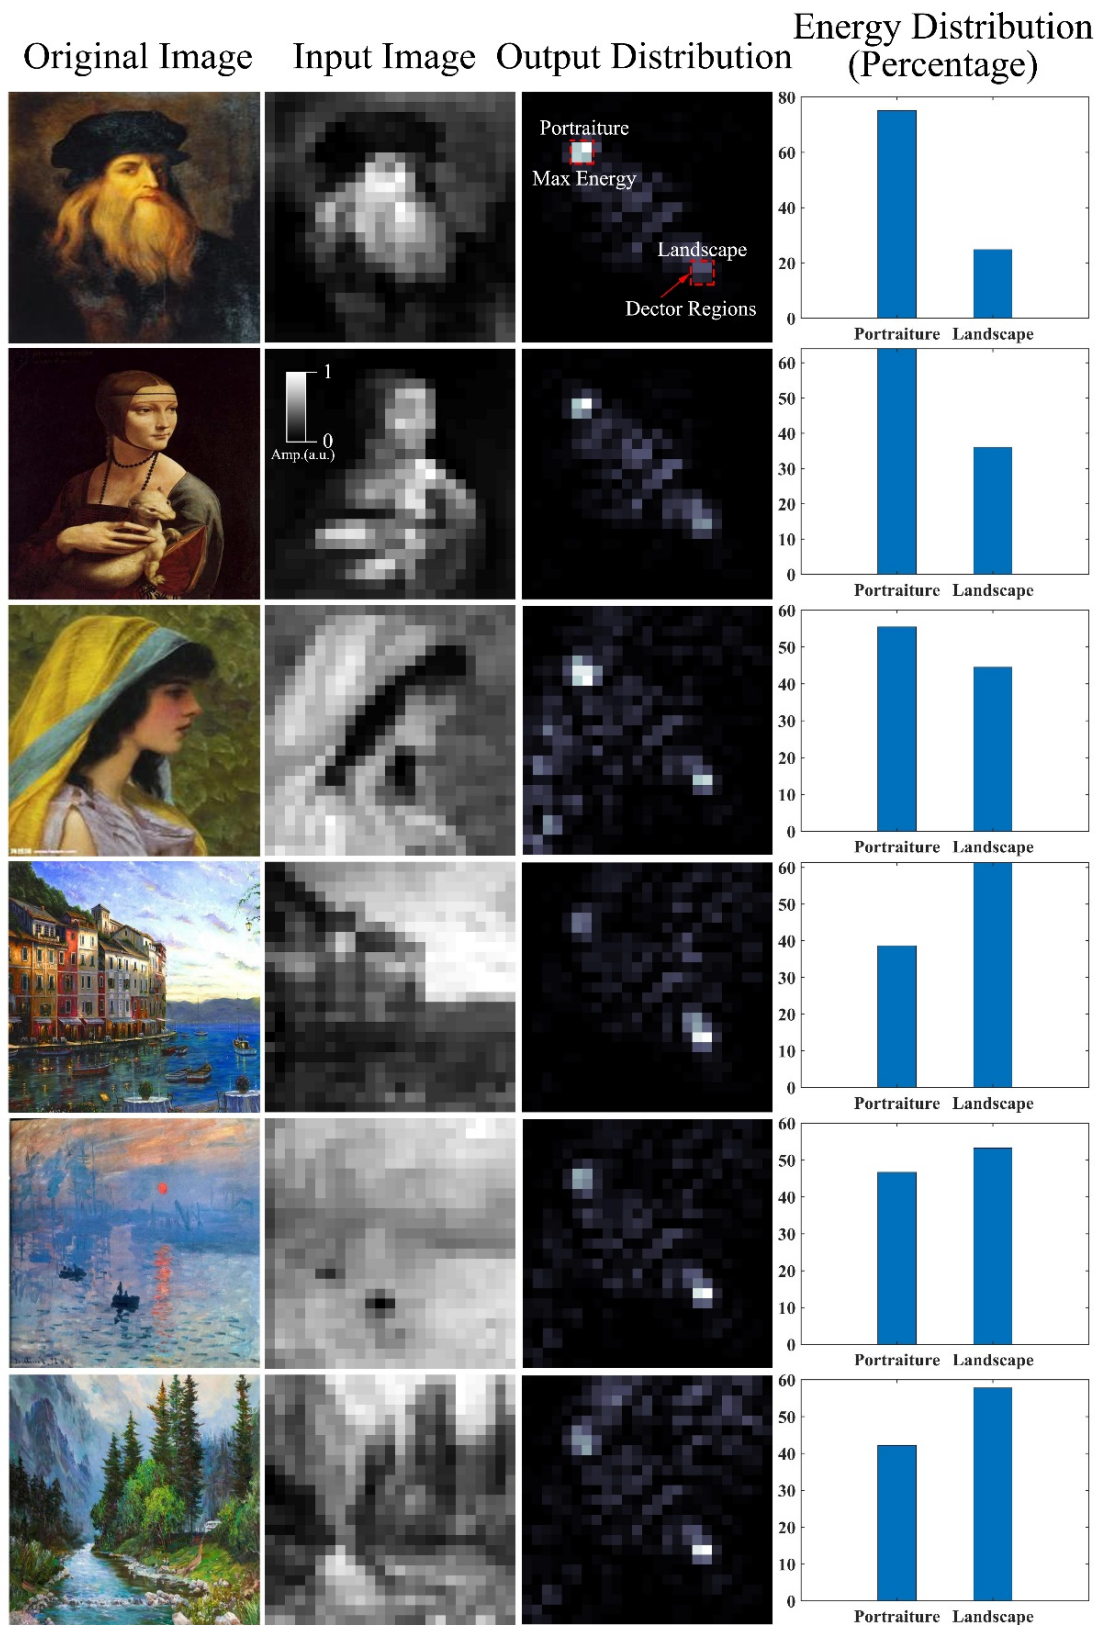 Original Image
Input Image
Output Distribution
Energy Distribution
(Percentage)
Portraiture
Max Energy
Landscape
Dector Regions
80
60
40
20
0
Portraiture Landscape
1
0
Amp.(a.u.)
60
50
40
30
20
10
0
Portraiture Landscape
60
50
40
30
20
10
0
Portraiture Landscape
60
50
40
30
20
10
0
Portraiture Landscape
60
50
40
30
20
10
0
Portraiture Landscape
60
50
40
30
20
10
0
Portraiture Landscape